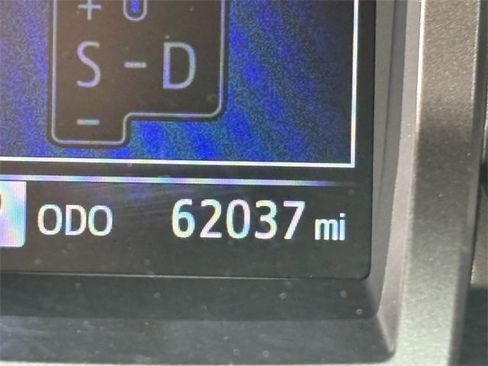 +
S - D
-
ODO 62037 mi